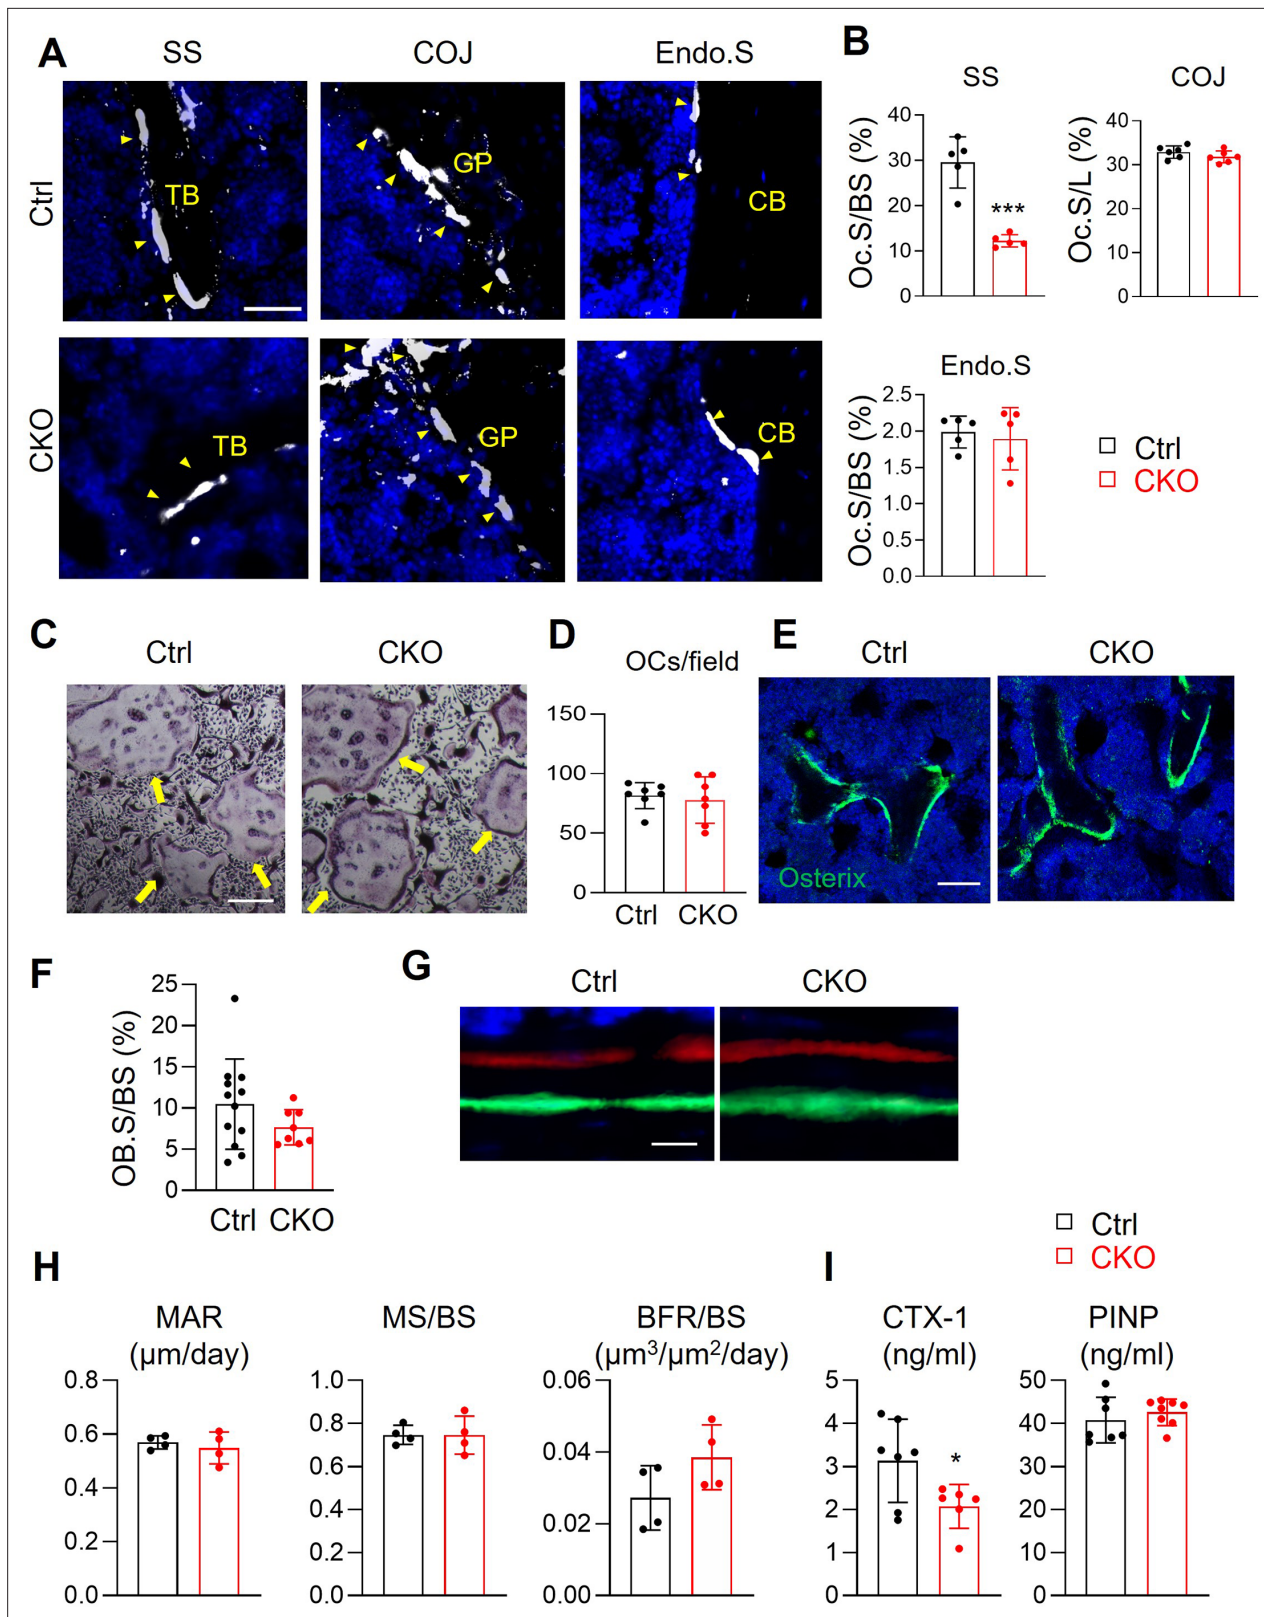 A
SS
COJ
Endo.S
Ctrl
TB
GP
CB
CKO
TB
GP
CB
B
SS
COJ
Oc.S/BS (%)
40
30
20
10
0
***
Oc.S/L (%)
40
30
20
10
0
Endo.S
Oc.S/BS (%)
2.5
2.0
1.5
1.0
0.5
0.0
Ctrl
CKO
C
Ctrl
CKO
D
OCs/field
150
100
50
0
Ctrl
CKO
E
Ctrl
CKO
Osterix
F
OB.S/BS (%)
25
20
15
10
5
0
Ctrl CKO
G
Ctrl
CKO
Ctrl
CKO
H
MAR
(μm/day)
0.8
0.6
0.4
0.2
0.0
MS/BS
1.0
0.8
0.6
0.4
0.2
0.0
BFR/BS
(μm³/μm²/day)
0.06
0.04
0.02
0.00
I
CTX-1
(ng/ml)
5
4
3
2
1
0
*
PINP
(ng/ml)
50
40
30
20
10
0